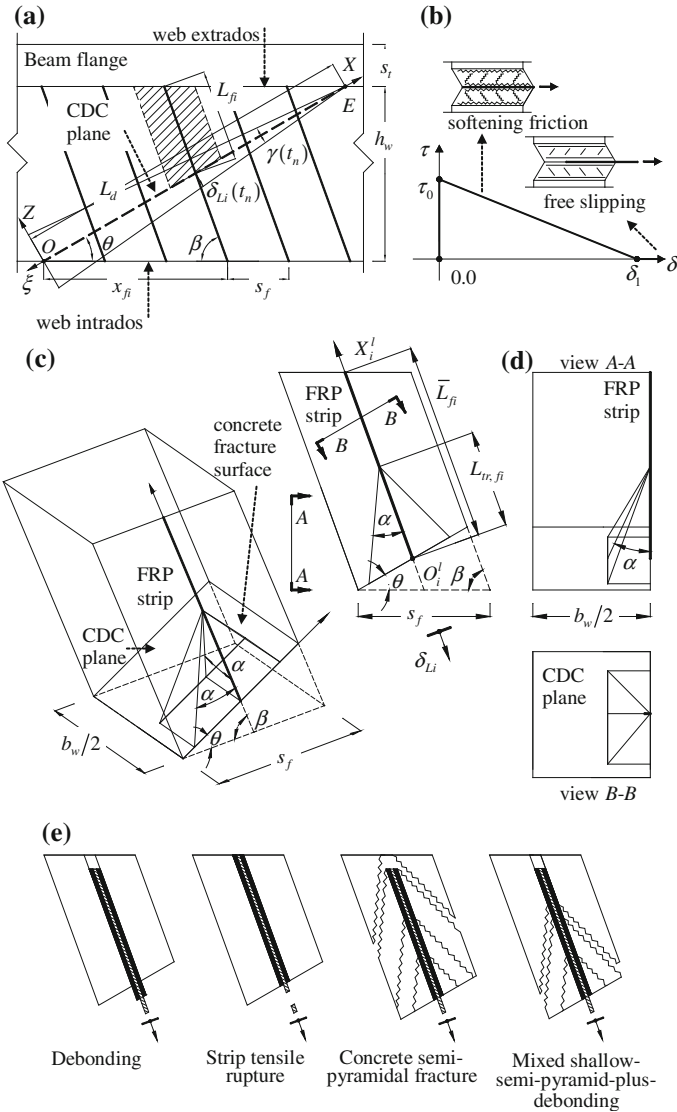 (a)
web extrados
Beam flange
X
s_t
L_fi
E
CDC
plane
h_w
γ(t_n)
L_d
δ_Li(t_n)
Z
O
θ
β
ξ
x_fi
s_f
web intrados
(b)
softening friction
τ
τ_0
free slipping
0.0
δ_1
δ
(c)
X_i^l
FRP
strip
L̅_fi
B
B
concrete
fracture
surface
L_tr, fi
A
α
A
θ
O_i^l
β
s_f
δ_Li
FRP
strip
CDC
plane
α
α
β
θ
b_w/2
s_f
(d)
view A-A
FRP
strip
α
b_w/2
CDC
plane
view B-B
(e)
Debonding
Strip tensile
rupture
Concrete semi-
pyramidal fracture
Mixed shallow-
semi-pyramid-plus-
debonding